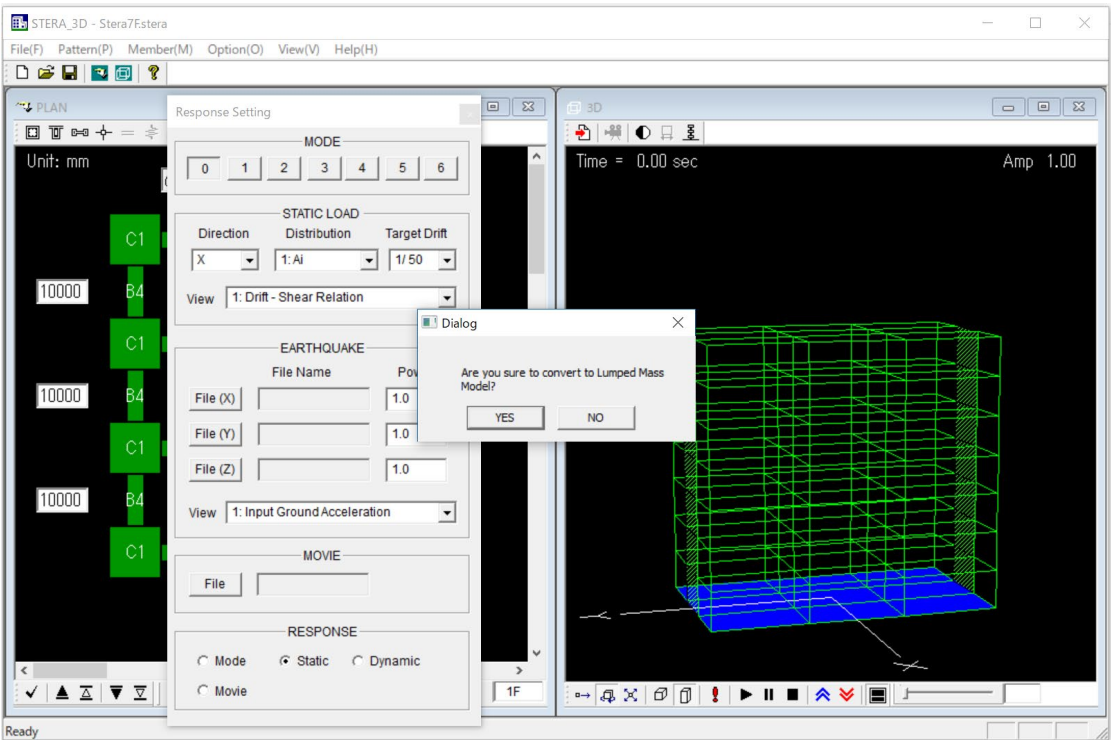 STERA_3D - Stera7F.stera
File(F) Pattern(P) Member(M) Option(O) View(V) Help(H)
PLAN
Unit: mm
C1
10000 B4
C1
10000 B4
C1
10000 B4
C1
1F
Response Setting
MODE
0 1 2 3 4 5 6
STATIC LOAD
Direction Distribution Target Drift
X 1: Ai 1/ 50
View 1: Drift - Shear Relation
EARTHQUAKE
File Name
File (X) 1.0
File (Y) 1.0
File (Z) 1.0
View 1: Input Ground Acceleration
MOVIE
File
RESPONSE
Mode Static Dynamic
Movie
Dialog
Are you sure to convert to Lumped Mass
Model?
YES NO
3D
Time = 0.00 sec Amp 1.00
Ready